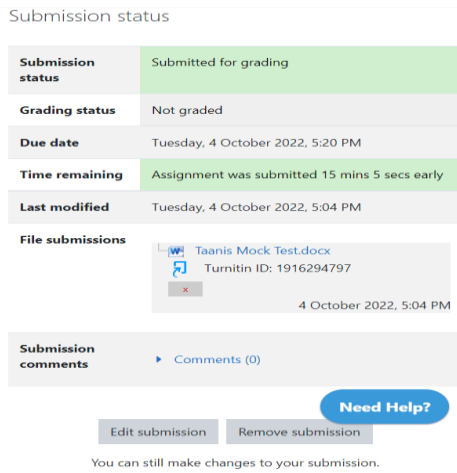 Submission status
Submission status
Submitted for grading
Grading status
Not graded
Due date
Tuesday, 4 October 2022, 5:20 PM
Time remaining
Assignment was submitted 15 mins 5 secs early
Last modified
Tuesday, 4 October 2022, 5:04 PM
File submissions
Taanis Mock Test.docx
Turnitin ID: 1916294797
x
4 October 2022, 5:04 PM
Submission comments
Comments (0)
Need Help?
Edit submission
Remove submission
You can still make changes to your submission.